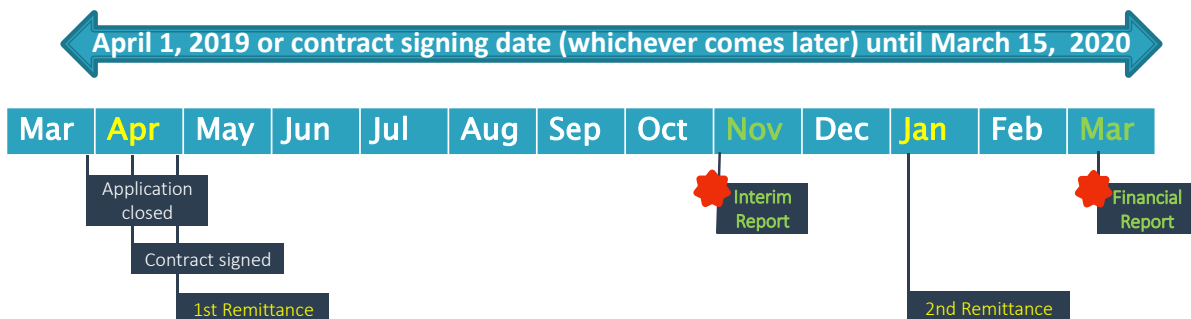 April 1, 2019 or contract signing date (whichever comes later) until March 15, 2020
Mar Apr May Jun Jul Aug Sep Oct Nov Dec Jan Feb Mar
Application
closed
Interim
Report
Financial
Report
Contract signed
1st Remittance
2nd Remittance